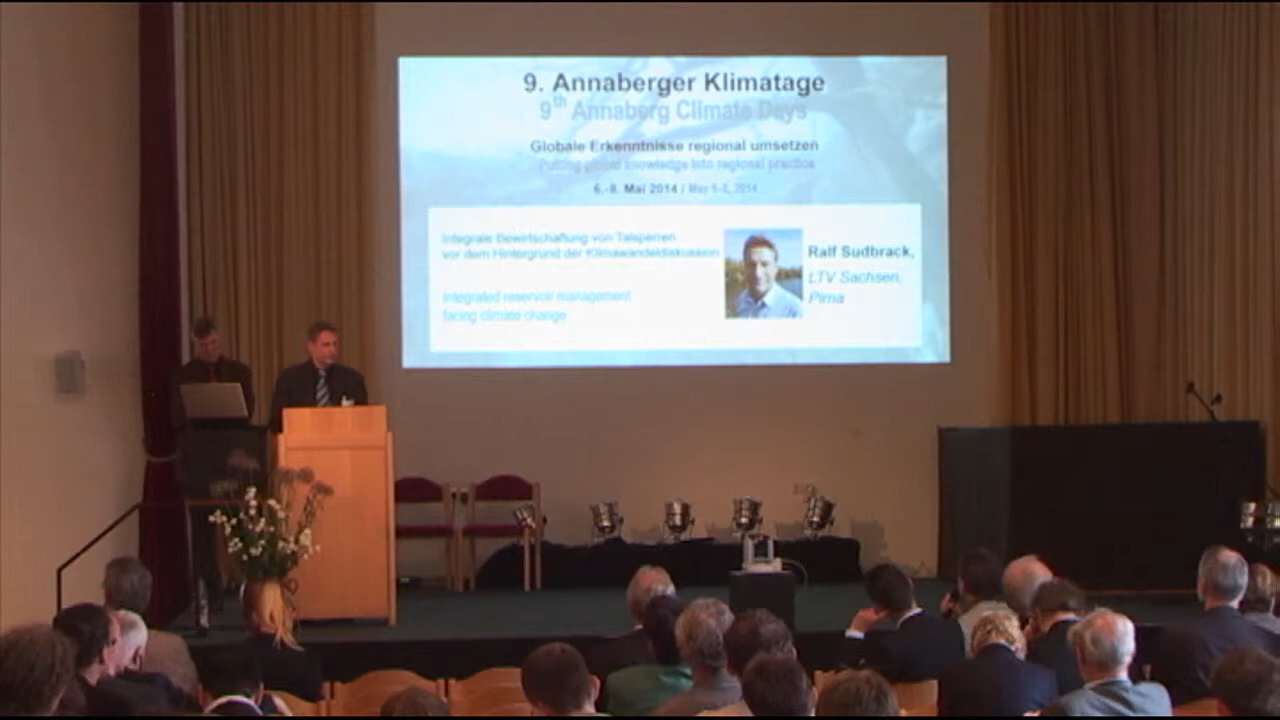 9. Annaberger Klimatage
9th Annaberg Climate Days
Globale Erkenntnisse regional umsetzen
Putting global knowledge into regional practice
6.-8. Mai 2014 / May 6-8, 2014
Integrale Bewirtschaftung von Talsperren
vor dem Hintergrund der Klimawandeldiskussion
Integrated reservoir management
facing climate change
Ralf Sudbrack,
LTV Sachsen,
Pirna